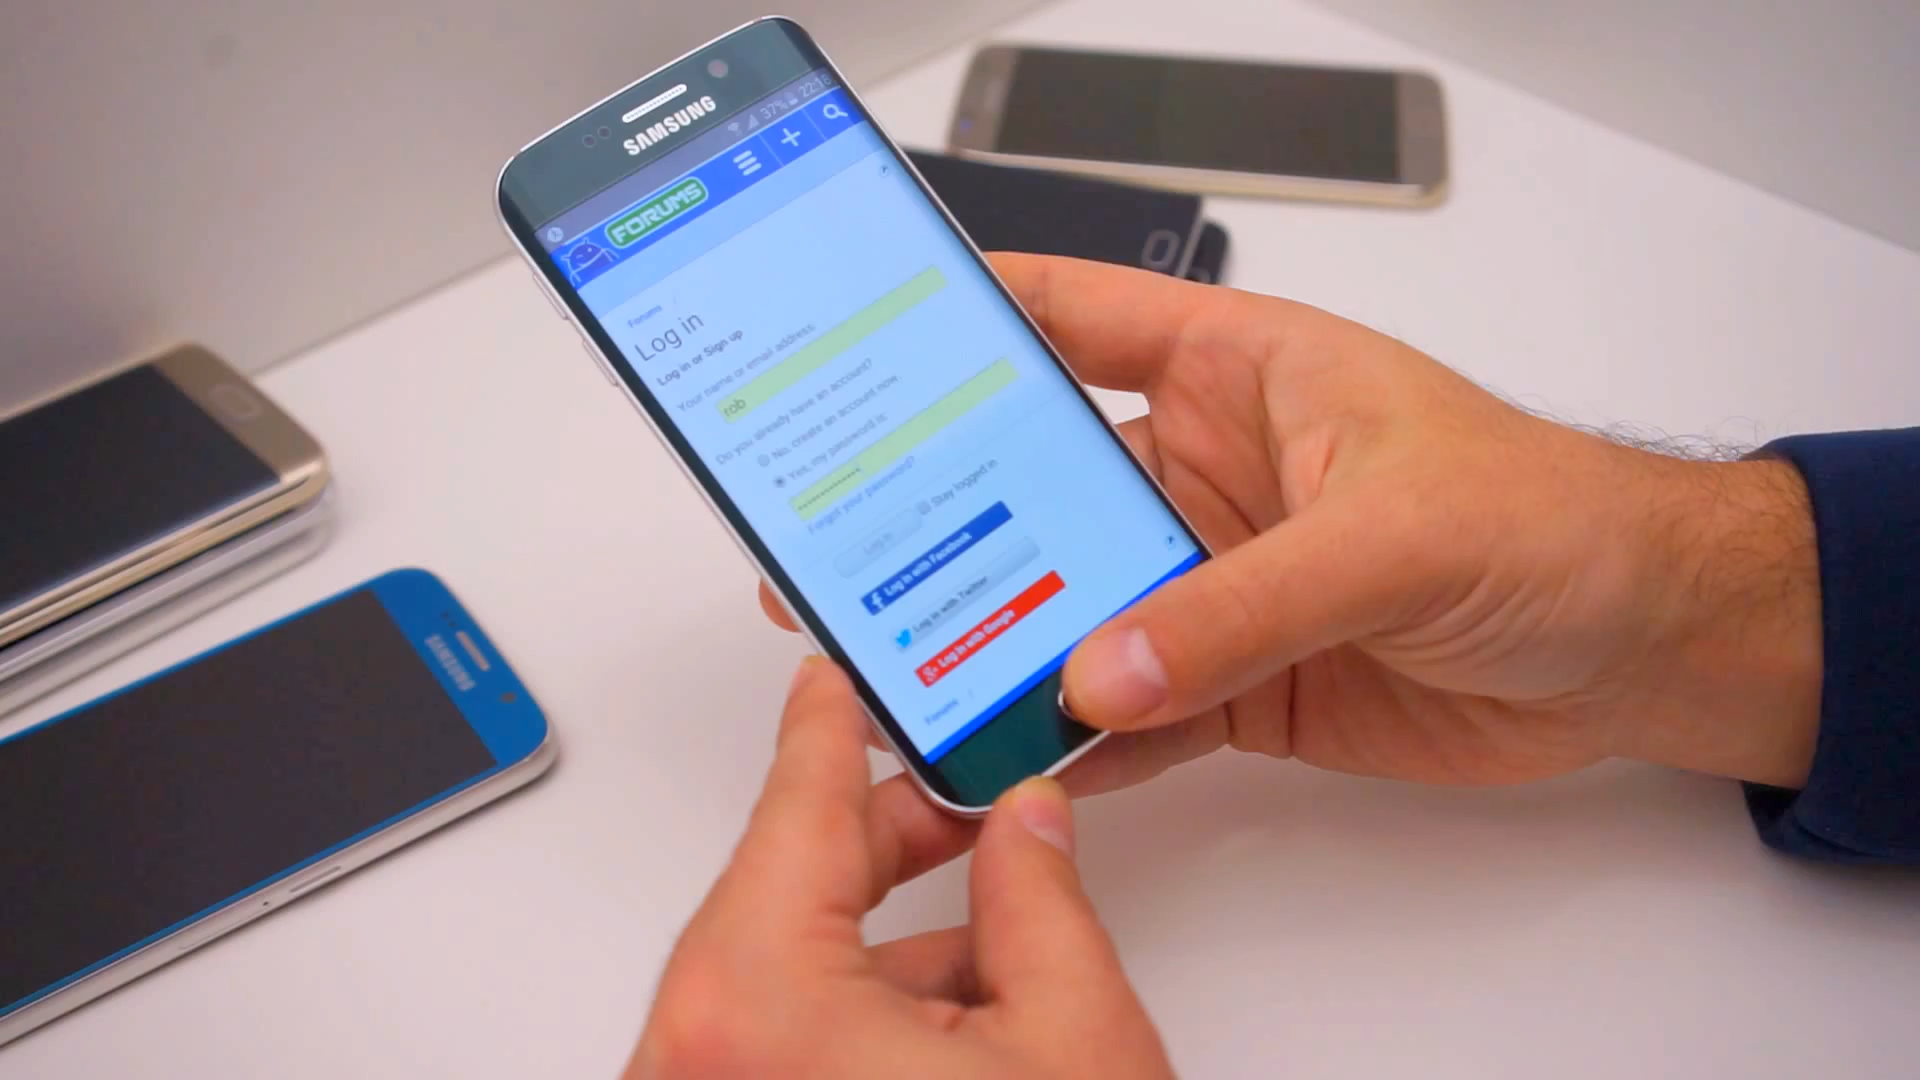 SAMSUNG
37% 22:18
FORUMS
Forums
Log in
Log in or Sign up
Your name or email address:
rob
Do you already have an account?
No, create an account now.
Yes, my password is:
••••••••••••
Forgot your password?
Log in
Stay logged in
f Log in with Facebook
Log in with Twitter
g+ Log in with Google
Forums
SAMSUNG